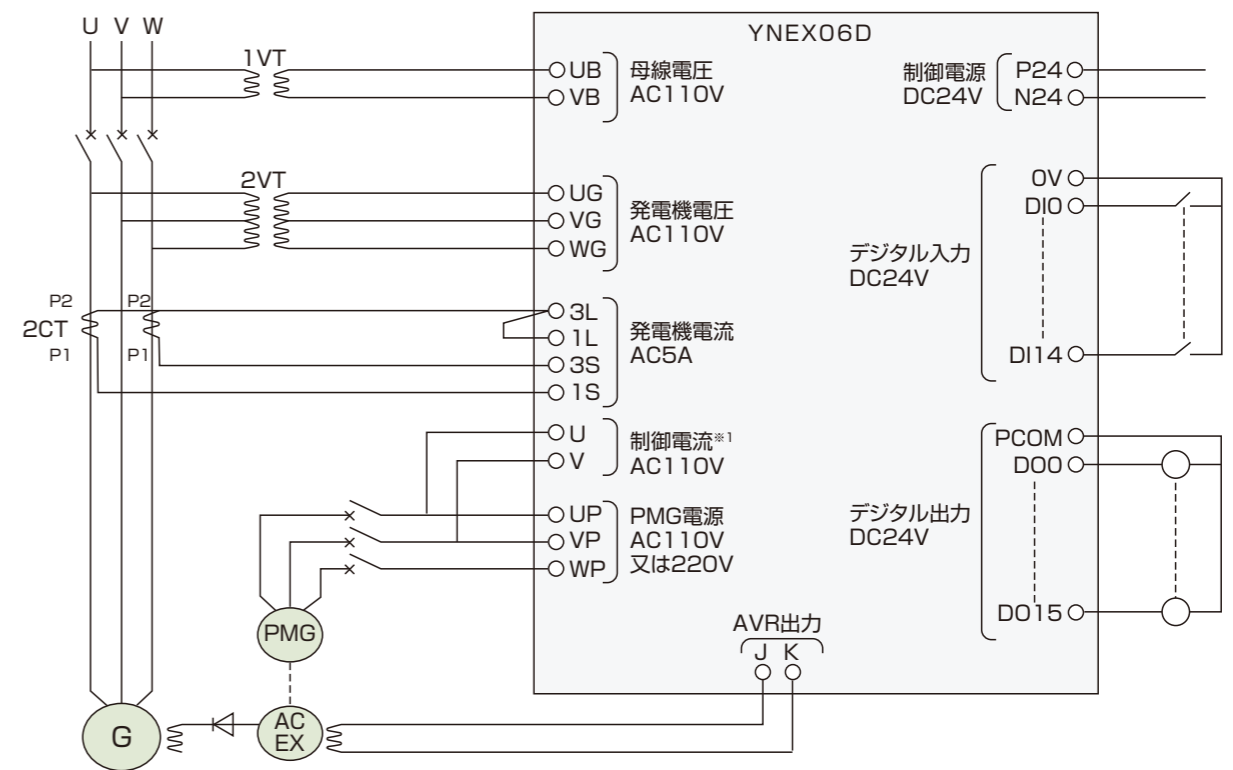 U V W
YNEX06D
1VT
UB
VB
母線電圧
AC110V
制御電源
DC24V
P24
N24
2VT
UG
VG
WG
発電機電圧
AC110V
0V
DI0
デジタル入力
DC24V
DI14
P2
P2
2CT
P1
P1
3L
1L
3S
1S
発電機電流
AC5A
U
V
制御電流※1
AC110V
UP
VP
WP
PMG電源
AC110V
又は220V
PCOM
DO0
デジタル出力
DC24V
DO15
AVR出力
J K
PMG
G
AC
EX